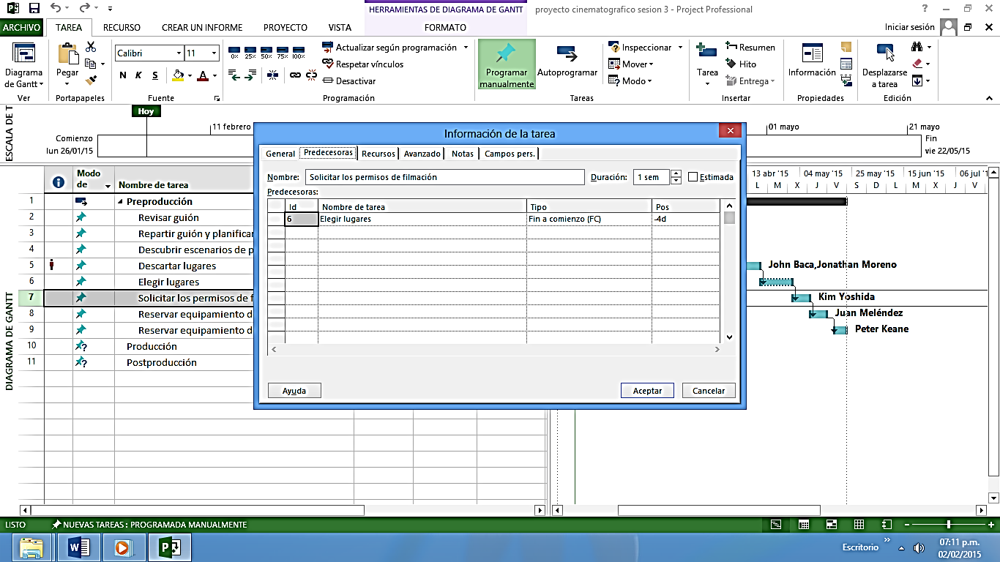 HERRAMIENTAS DE DIAGRAMA DE GANTT
proyecto cinematografico sesion 3 - Project Professional
ARCHIVO TAREA RECURSO CREAR UN INFORME PROYECTO VISTA FORMATO
Iniciar sesión
Diagrama de Gantt
Ver
Pegar
Portapapeles
Calibri 11
N K S
Fuente
0% 25% 50% 75% 100%
Actualizar según programación
Respetar vínculos
Desactivar
Programación
Programar manualmente
Autoprogramar
Inspeccionar
Mover
Modo
Tareas
Tarea
Resumen
Hito
Entrega
Insertar
Información
Propiedades
Desplazarse a tarea
Edición
ESCALA DE T
Hoy
11 febrero
01 mayo
21 mayo
Comienzo
lun 26/01/15
Fin
vie 22/05/15
Información de la tarea
General Predecesoras Recursos Avanzado Notas Campos pers.
Nombre: Solicitar los permisos de filmación Duración: 1 sem Estimada
Predecesoras:
Id Nombre de tarea Tipo Pos
6 Elegir lugares Fin a comienzo (FC) -4d
Ayuda Aceptar Cancelar
DIAGRAMA DE GANTT
Modo de
Nombre de tarea
1 Preproducción
2 Revisar guión
3 Repartir guión y planificar
4 Descubrir escenarios de p
5 Descartar lugares
6 Elegir lugares
7 Solicitar los permisos de f
8 Reservar equipamiento d
9 Reservar equipamiento d
10 Producción
11 Postproducción
13 abr '15 04 may '15 25 may '15 15 jun '15 06 jul '1
L M X J V S D L M X J V
John Baca,Jonathan Moreno
Kim Yoshida
Juan Meléndez
Peter Keane
LISTO NUEVAS TAREAS : PROGRAMADA MANUALMENTE
Escritorio
07:11 p.m.
02/02/2015